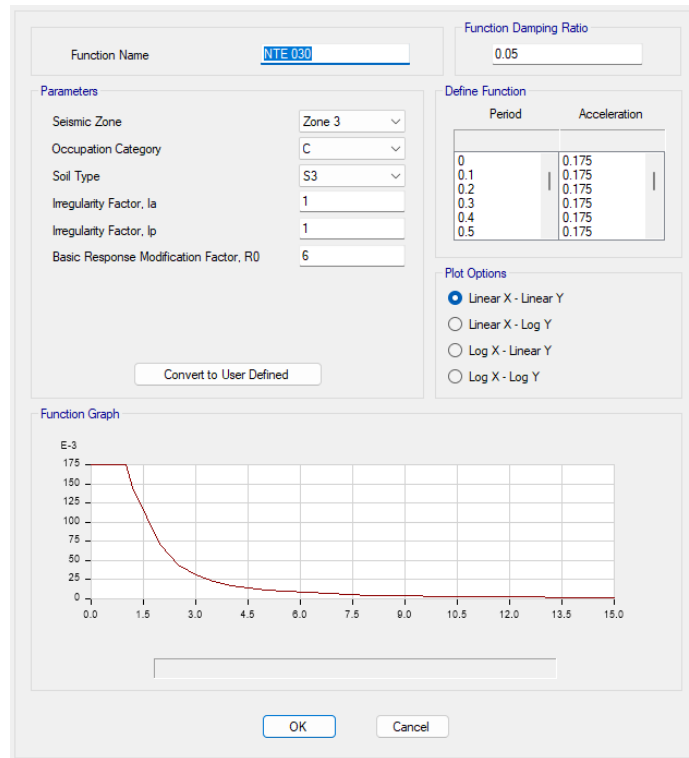 Function Damping Ratio
Function Name NTE 030 0.05
Parameters
Seismic Zone Zone 3
Occupation Category C
Soil Type S3
Irregularity Factor, Ia 1
Irregularity Factor, Ip 1
Basic Response Modification Factor, R0 6
Convert to User Defined
Define Function
Period Acceleration
0 0.175
0.1 0.175
0.2 0.175
0.3 0.175
0.4 0.175
0.5 0.175
Plot Options
Linear X - Linear Y
Linear X - Log Y
Log X - Linear Y
Log X - Log Y
Function Graph
E-3
175
150
125
100
75
50
25
0
0.0 1.5 3.0 4.5 6.0 7.5 9.0 10.5 12.0 13.5 15.0
OK Cancel